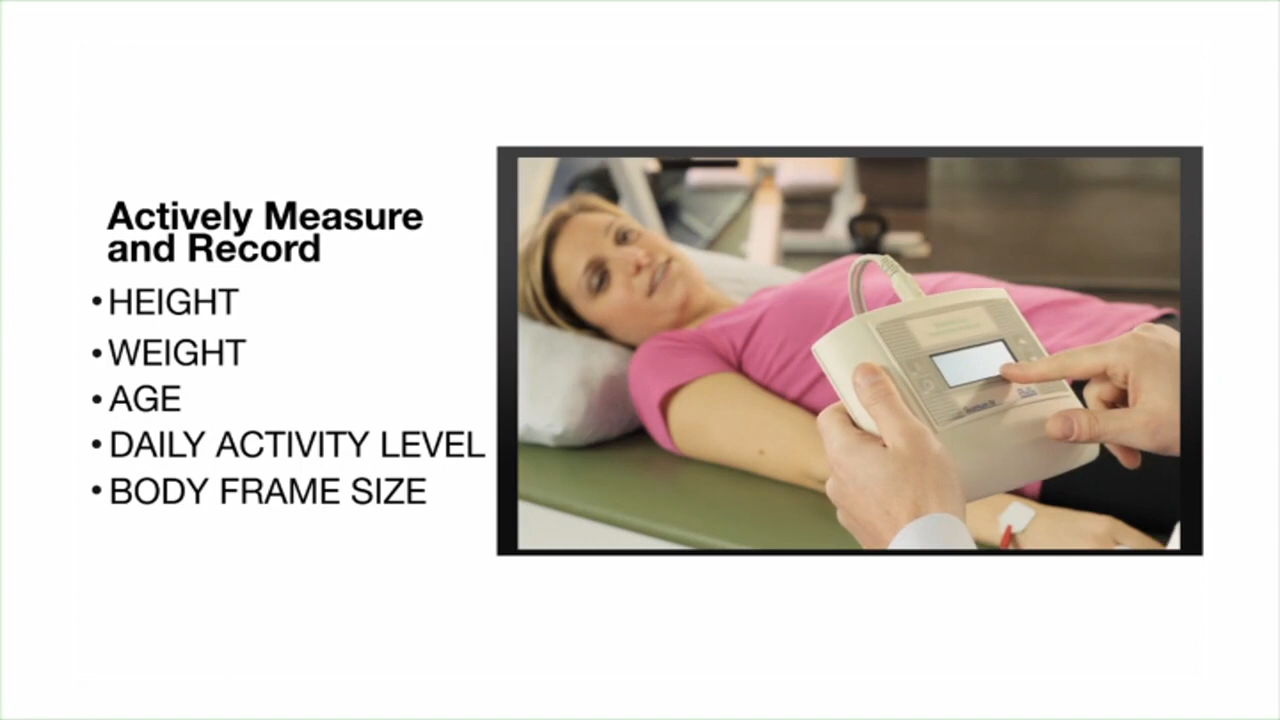 Actively Measure
and Record
• HEIGHT
• WEIGHT
• AGE
• DAILY ACTIVITY LEVEL
• BODY FRAME SIZE